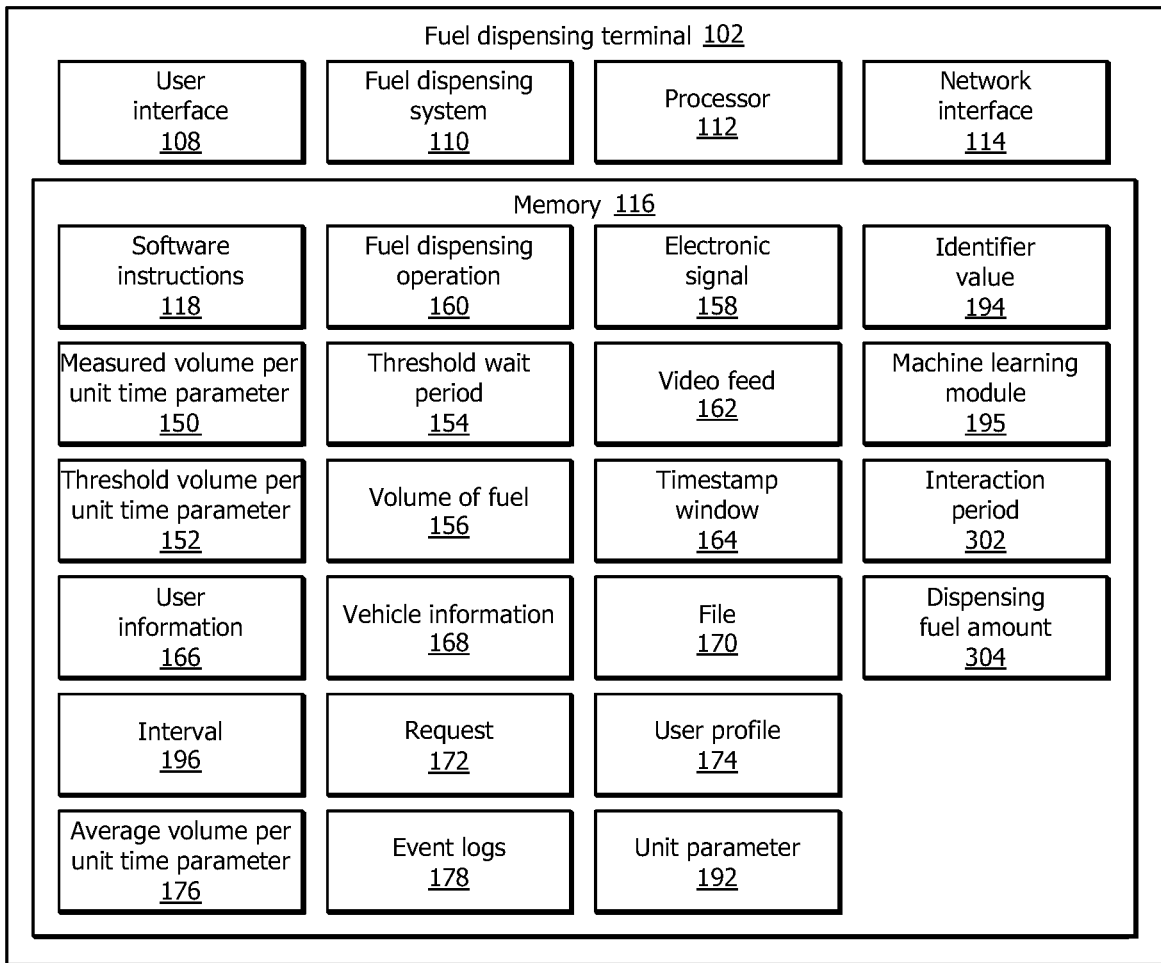 Fuel dispensing terminal 102
User
interface
108
Fuel dispensing
system
110
Processor
112
Network
interface
114
Memory 116
Software
instructions
118
Fuel dispensing
operation
160
Electronic
signal
158
Identifier
value
194
Measured volume per
unit time parameter
150
Threshold wait
period
154
Video feed
162
Machine learning
module
195
Threshold volume per
unit time parameter
152
Volume of fuel
156
Timestamp
window
164
Interaction
period
302
User
information
166
Vehicle information
168
File
170
Dispensing
fuel amount
304
Interval
196
Request
172
User profile
174
Average volume per
unit time parameter
176
Event logs
178
Unit parameter
192